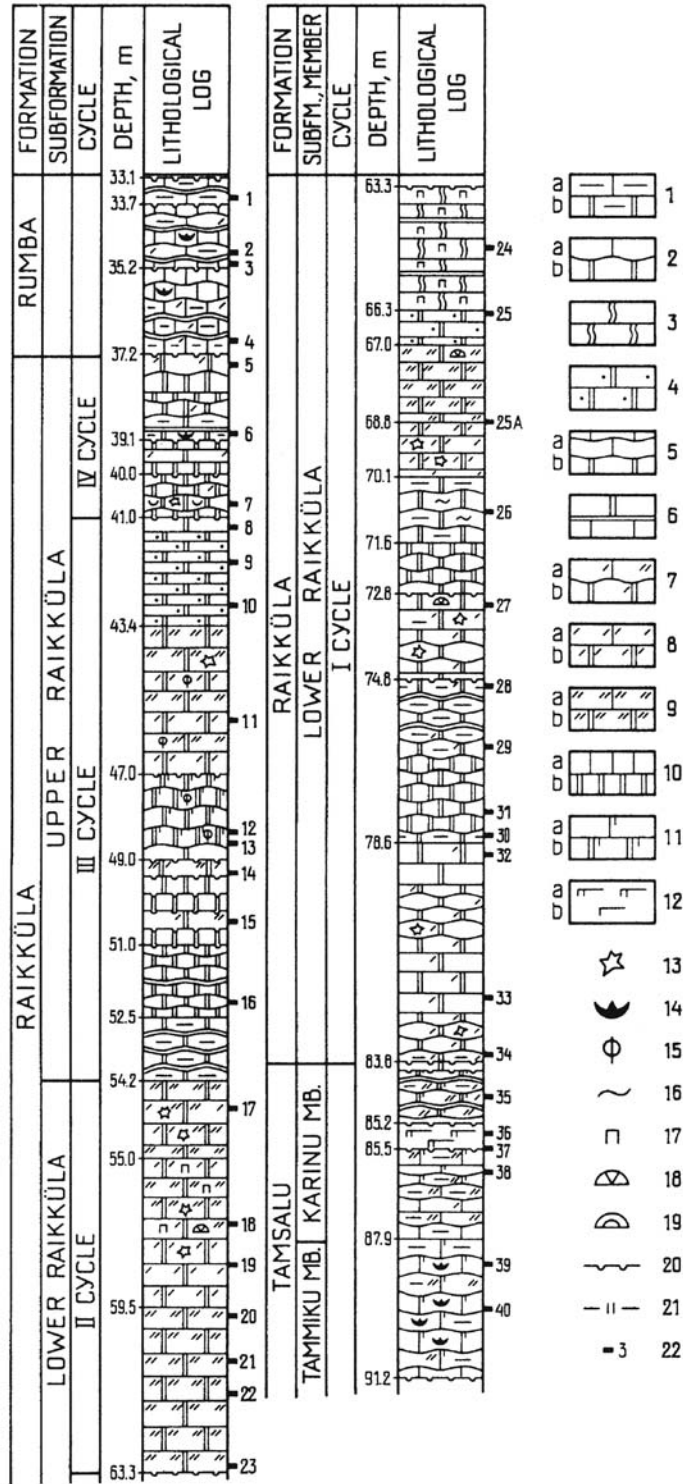 FORMATION
SUBFORMATION
CYCLE
DEPTH, m
LITHOLOGICAL
LOG
RUMBA
RAIKKÜLA
UPPER RAIKKÜLA
LOWER RAIKKÜLA
IV CYCLE
III CYCLE
II CYCLE
33.1
33.7
35.2
37.2
39.1
40.0
41.0
43.4
47.0
49.0
51.0
52.5
54.2
55.0
59.5
63.3
1
2
3
4
5
6
7
8
9
10
11
12
13
14
15
16
17
18
19
20
21
22
23
FORMATION
SUBFM., MEMBER
CYCLE
DEPTH, m
LITHOLOGICAL
LOG
RAIKKÜLA
LOWER RAIKKÜLA
I CYCLE
TAMSALU
KARINU MB.
TAMMIKU MB.
63.3
66.3
67.0
68.8
70.1
71.5
72.8
74.8
78.6
83.8
85.2
85.5
87.9
91.2
24
25
25A
26
27
28
29
31
30
32
33
34
35
36
37
38
39
40
a
b 1
a
b 2
3
4
a
b 5
6
a
b 7
a
b 8
a
b 9
a
b 10
a
b 11
a
b 12
13
14
15
16
17
18
19
20
21
3 22